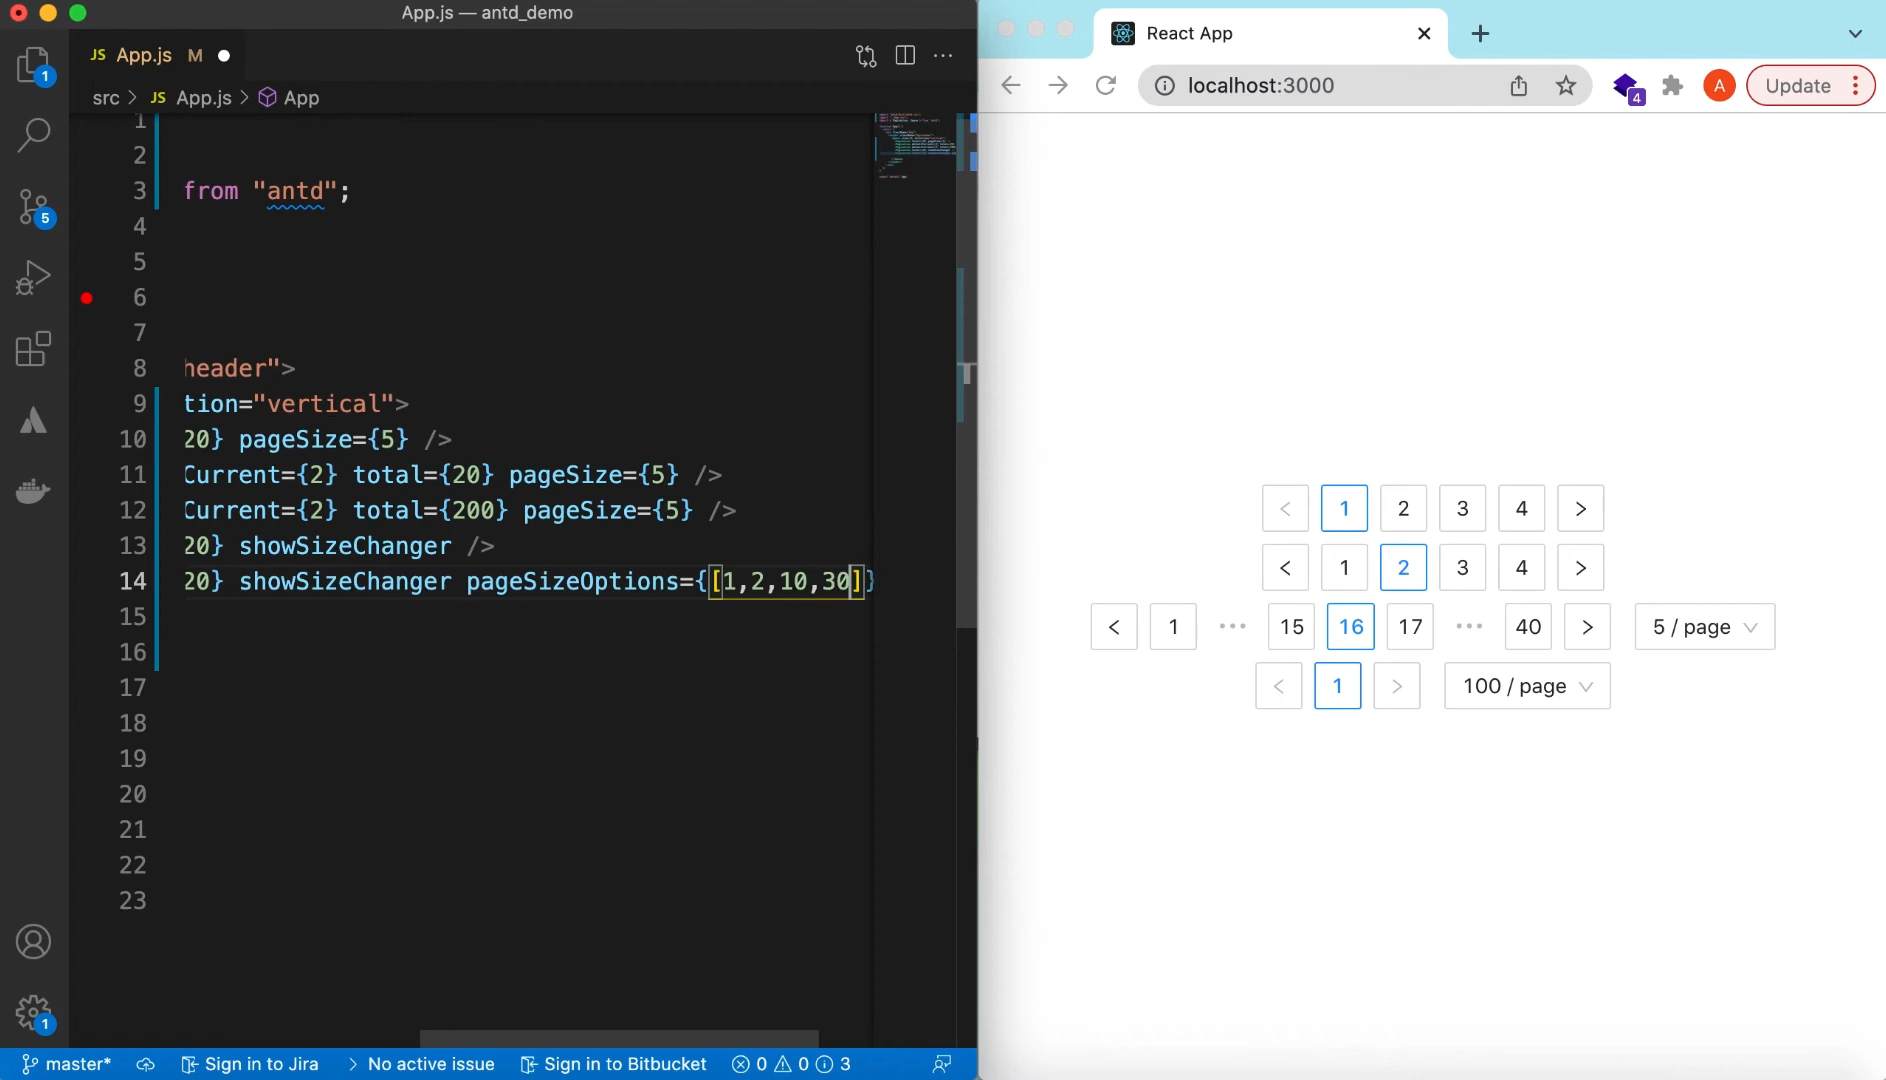 App.js — antd_demo
JS App.js M
src > JS App.js > App
1
2
3 from "antd";
4
5
6
7
8 header">
9 tion="vertical">
10 20} pageSize={5} />
11 Current={2} total={20} pageSize={5} />
12 Current={2} total={200} pageSize={5} />
13 20} showSizeChanger />
14 20} showSizeChanger pageSizeOptions={[1,2,10,30]}
15
16
17
18
19
20
21
22
23
1
5
1
master* Sign in to Jira No active issue Sign in to Bitbucket 0 0 3
React App
localhost:3000 4 A Update
< 1 2 3 4 >
< 1 2 3 4 >
< 1 ••• 15 16 17 ••• 40 > 5 / page
< 1 > 100 / page